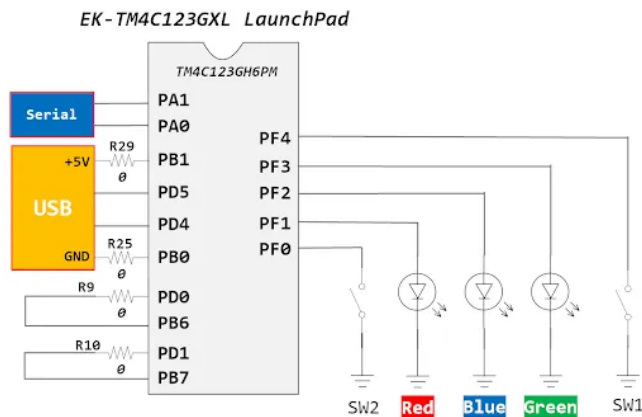 EK-TM4C123GXL LaunchPad
TM4C123GH6PM
Serial
PA1
PA0
USB
+5V
R29
0
PB1
PD5
PD4
GND
R25
0
PB0
R9
0
PD0
PB6
R10
0
PD1
PB7
PF4
PF3
PF2
PF1
PF0
SW2
Red
Blue
Green
SW1